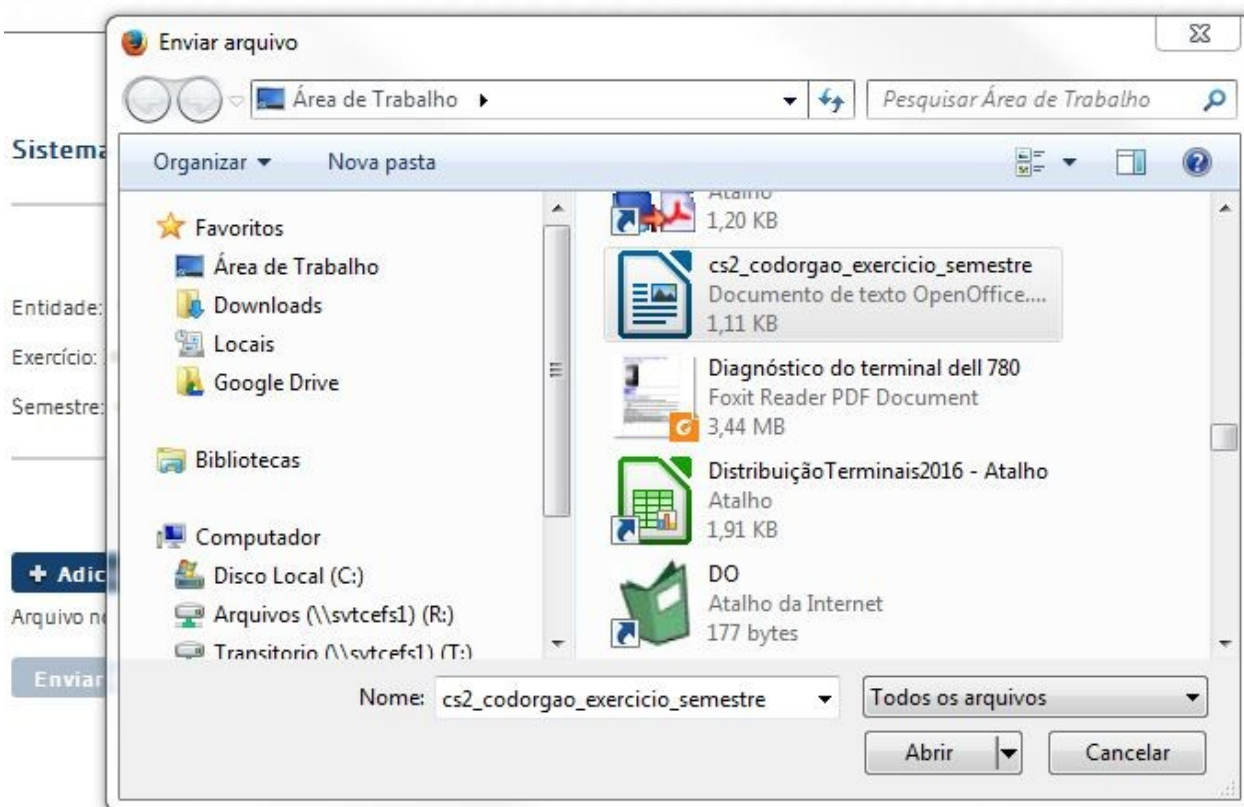 Enviar arquivo
Área de Trabalho
Pesquisar Área de Trabalho
Organizar
Nova pasta
Sistema
Entidade:
Exercício:
Semestre:
+ Adic
Arquivo
Enviar
Favoritos
Área de Trabalho
Downloads
Locais
Google Drive
Bibliotecas
Computador
Disco Local (C:)
Arquivos (\\svtcefs1) (R:)
Transitorio (\\svtcefs1) (T:)
Atalho
1,20 KB
cs2_codorgao_exercicio_semestre
Documento de texto OpenOffice....
1,11 KB
Diagnóstico do terminal dell 780
Foxit Reader PDF Document
3,44 MB
DistribuiçãoTerminais2016 - Atalho
Atalho
1,91 KB
DO
Atalho da Internet
177 bytes
Nome: cs2_codorgao_exercicio_semestre
Todos os arquivos
Abrir
Cancelar